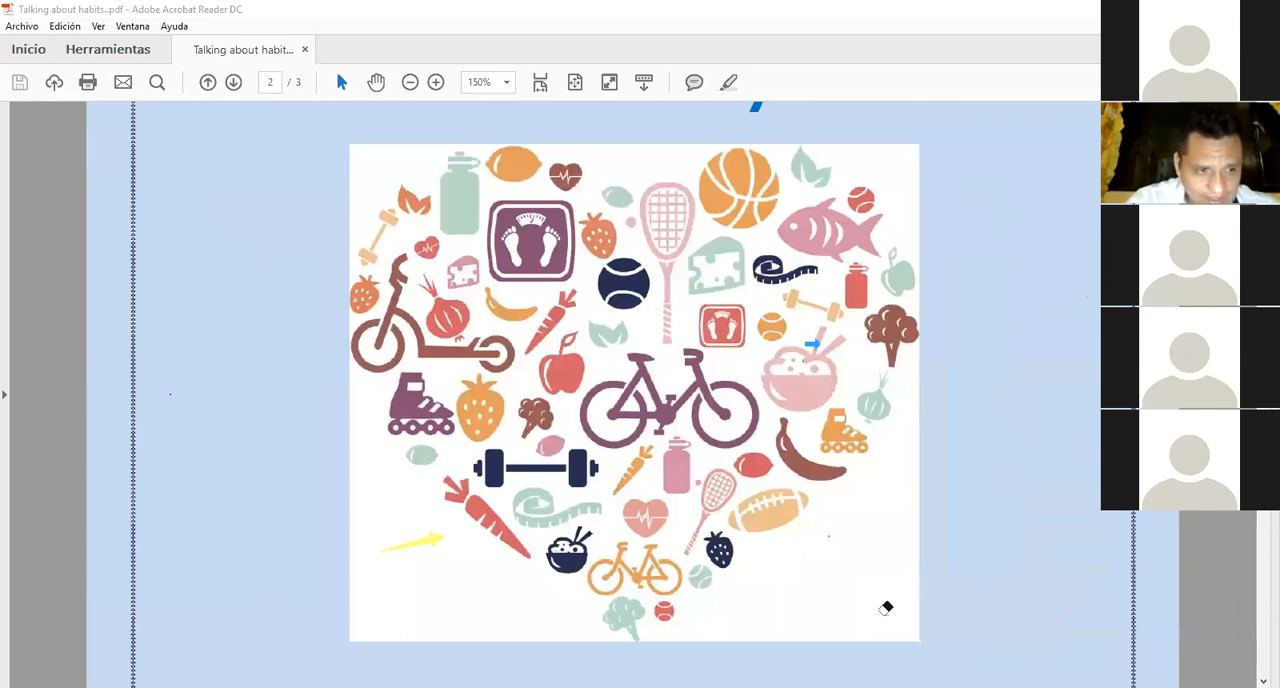 Talking about habits..pdf - Adobe Acrobat Reader DC
Archivo Edición Ver Ventana Ayuda
Inicio Herramientas Talking about habit... ×
2 / 3 150%